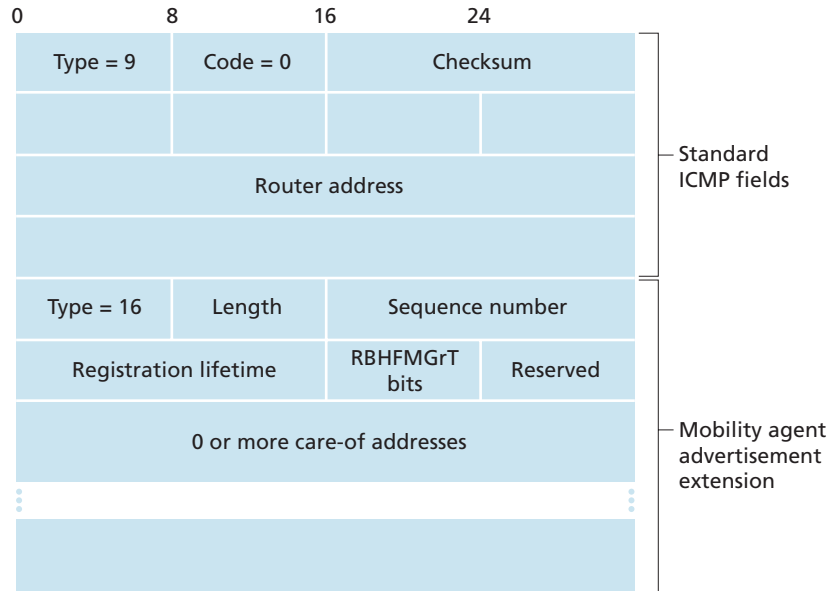 0 8 16 24
Type = 9 Code = 0 Checksum
Router address
Standard
ICMP fields
Type = 16 Length Sequence number
Registration lifetime RBHFMGrT
bits Reserved
0 or more care-of addresses
Mobility agent
advertisement
extension